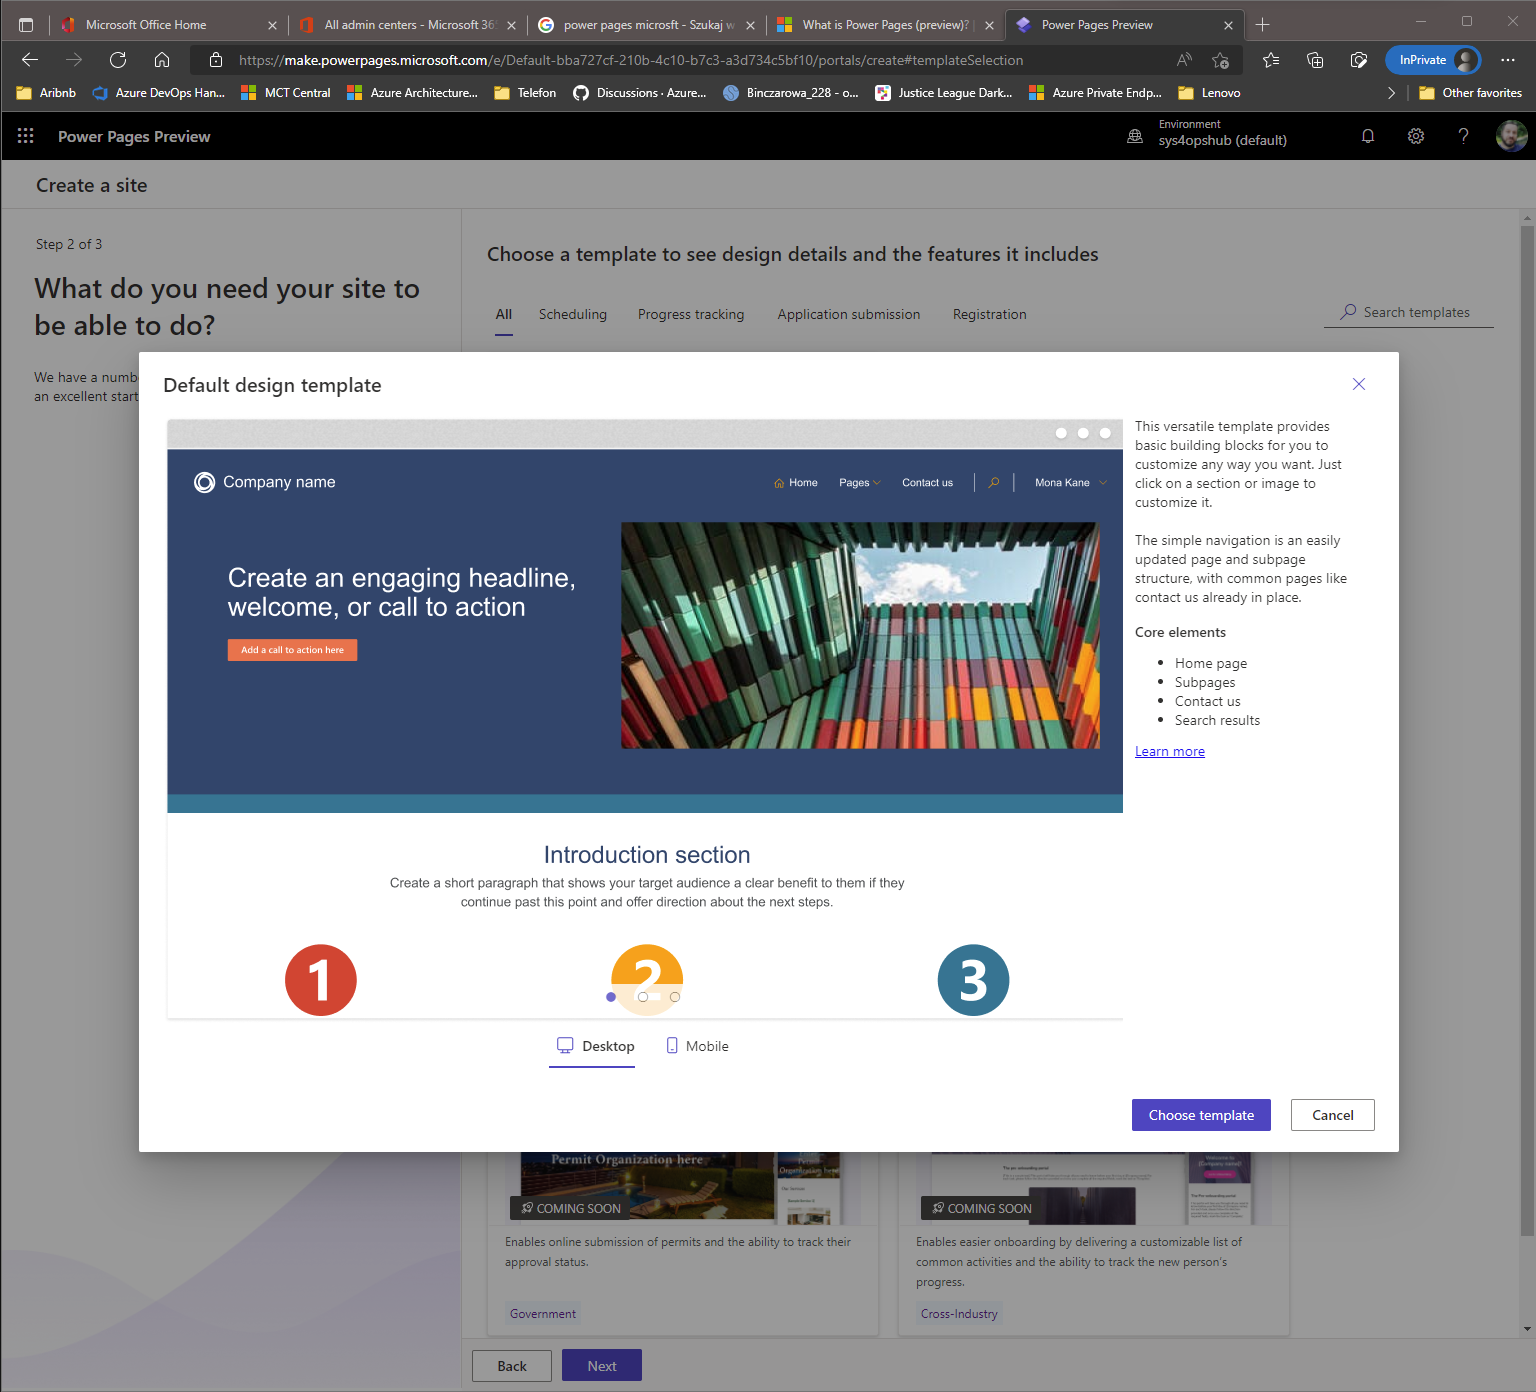 Microsoft Office Home
All admin centers - Microsoft 365
power pages microsft - Szukaj w
What is Power Pages (preview)? |
Power Pages Preview
https://make.powerpages.microsoft.com/e/Default-bba727cf-210b-4c10-b7c3-a3d734c5bf10/portals/create#templateSelection
InPrivate
Airbnb
Azure DevOps Han...
MCT Central
Azure Architecture...
Telefon
Discussions · Azure...
Binczarowa_228 - o...
Justice League Dark...
Azure Private Endp...
Lenovo
Other favorites
Power Pages Preview
Environment
sys4opshub (default)
Create a site
Step 2 of 3
What do you need your site to
be able to do?
We have a numb
an excellent start
Choose a template to see design details and the features it includes
All
Scheduling
Progress tracking
Application submission
Registration
Search templates
Default design template
Company name
Home
Pages
Contact us
Mona Kane
Create an engaging headline,
welcome, or call to action
Add a call to action here
Introduction section
Create a short paragraph that shows your target audience a clear benefit to them if they
continue past this point and offer direction about the next steps.
1
2
3
Desktop
Mobile
This versatile template provides
basic building blocks for you to
customize any way you want. Just
click on a section or image to
customize it.
The simple navigation is an easily
updated page and subpage
structure, with common pages like
contact us already in place.
Core elements
Home page
Subpages
Contact us
Search results
Learn more
Choose template
Cancel
Permit Organization here
COMING SOON
Enables online submission of permits and the ability to track their
approval status.
Government
Welcome to
[Company name]!
COMING SOON
Enables easier onboarding by delivering a customizable list of
common activities and the ability to track the new person's
progress.
Cross-Industry
Back
Next